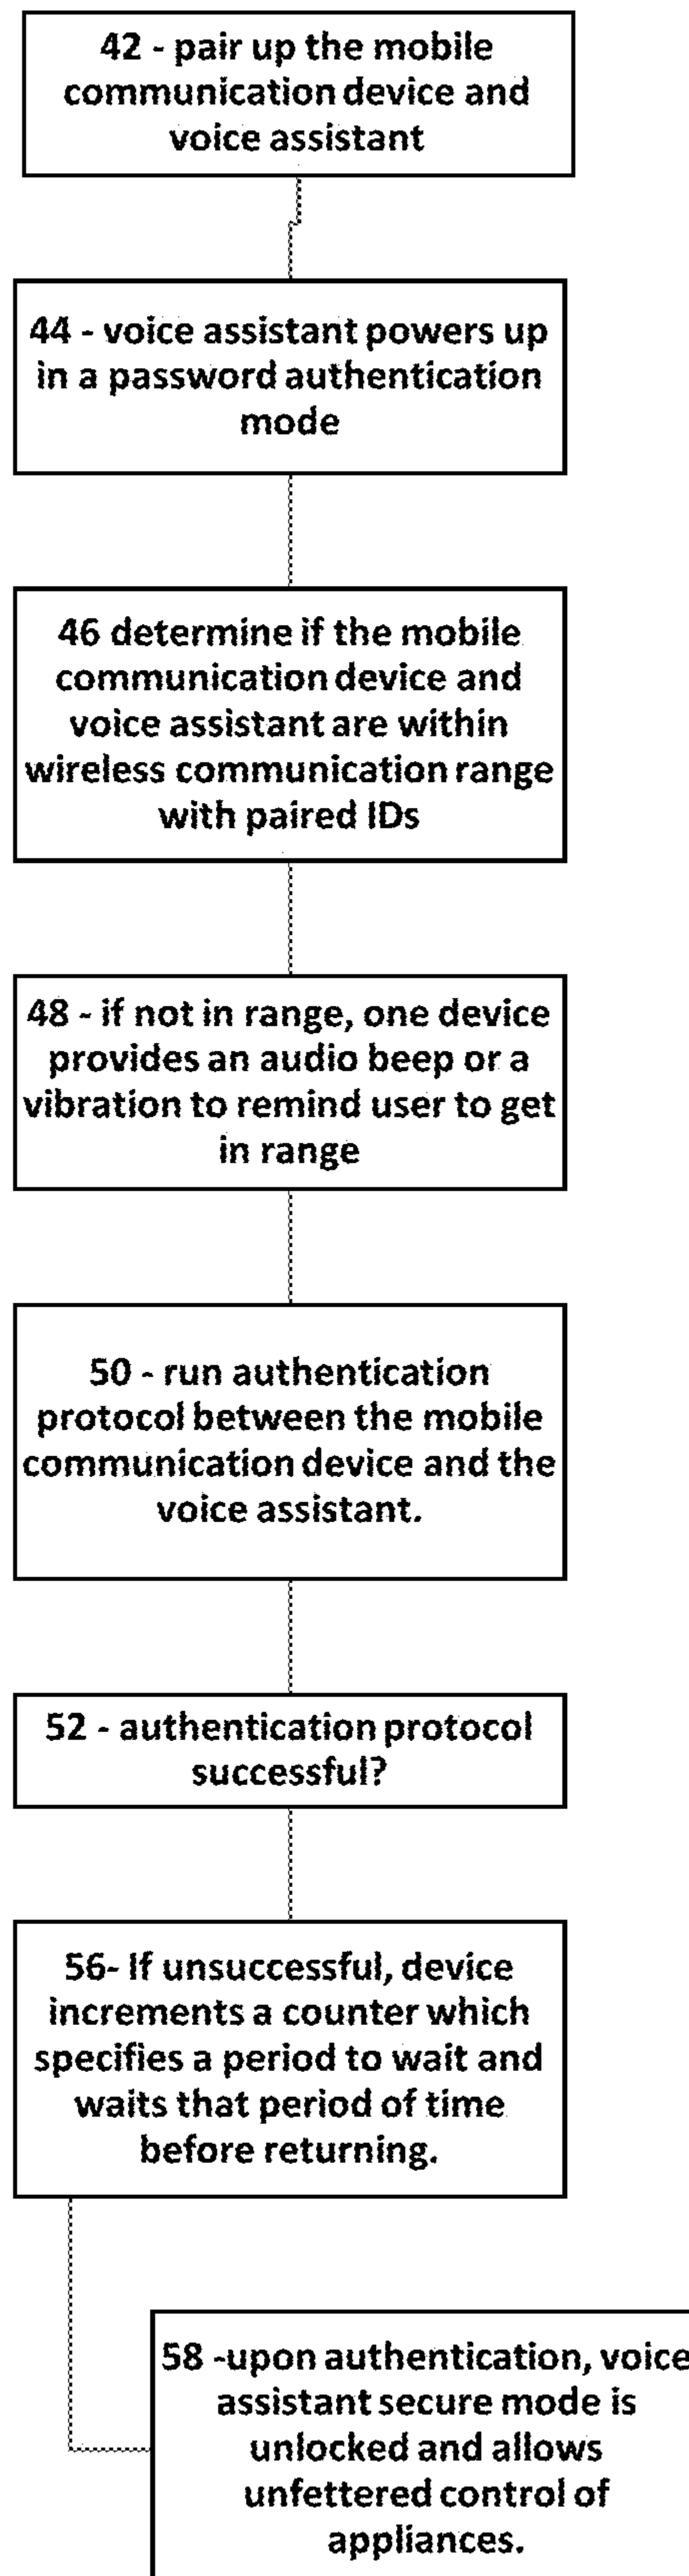 42 - pair up the mobile
communication device and
voice assistant
44 - voice assistant powers up
in a password authentication
mode
46 determine if the mobile
communication device and
voice assistant are within
wireless communication range
with paired IDs
48 - if not in range, one device
provides an audio beep or a
vibration to remind user to get
in range
50 - run authentication
protocol between the mobile
communication device and the
voice assistant.
52 - authentication protocol
successful?
56- If unsuccessful, device
increments a counter which
specifies a period to wait and
waits that period of time
before returning.
58 -upon authentication, voice
assistant secure mode is
unlocked and allows
unfettered control of
appliances.